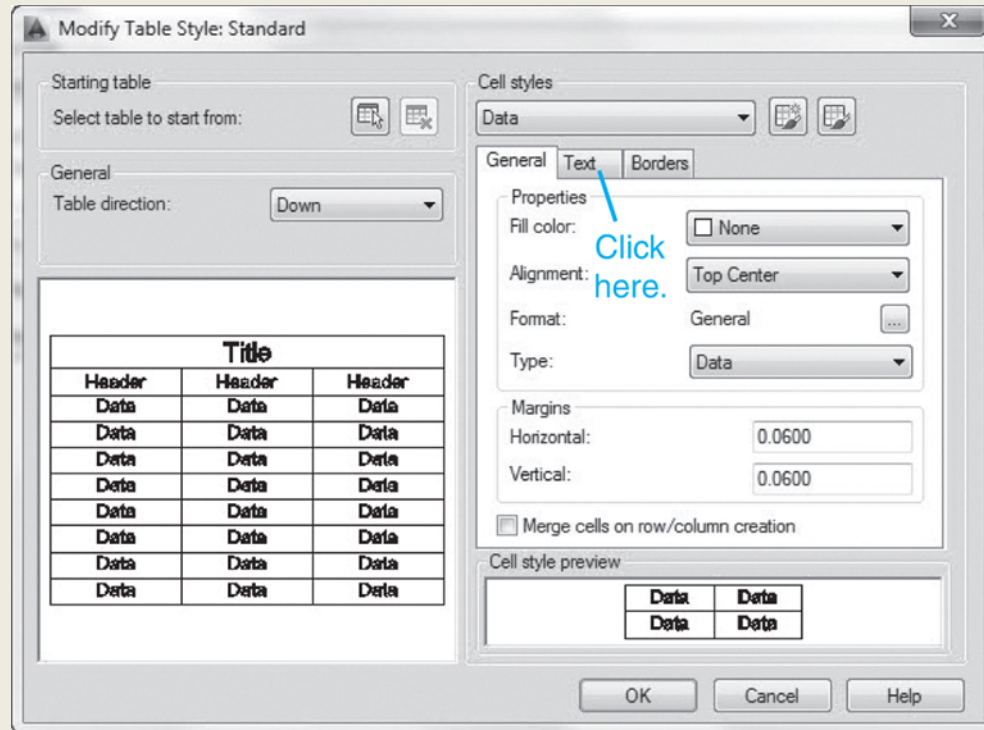 Modify Table Style: Standard
X
Starting table
Select table to start from:
General
Table direction:
Down
Title
Header Header Header
Data Data Data
Data Data Data
Data Data Data
Data Data Data
Data Data Data
Data Data Data
Data Data Data
Data Data Data
Cell styles
Data
General Text Borders
Properties
Fill color:
None
Click
here.
Alignment:
Top Center
Format:
General
...
Type:
Data
Margins
Horizontal:
0.0600
Vertical:
0.0600
Merge cells on row/column creation
Cell style preview
Data Data
Data Data
OK Cancel Help